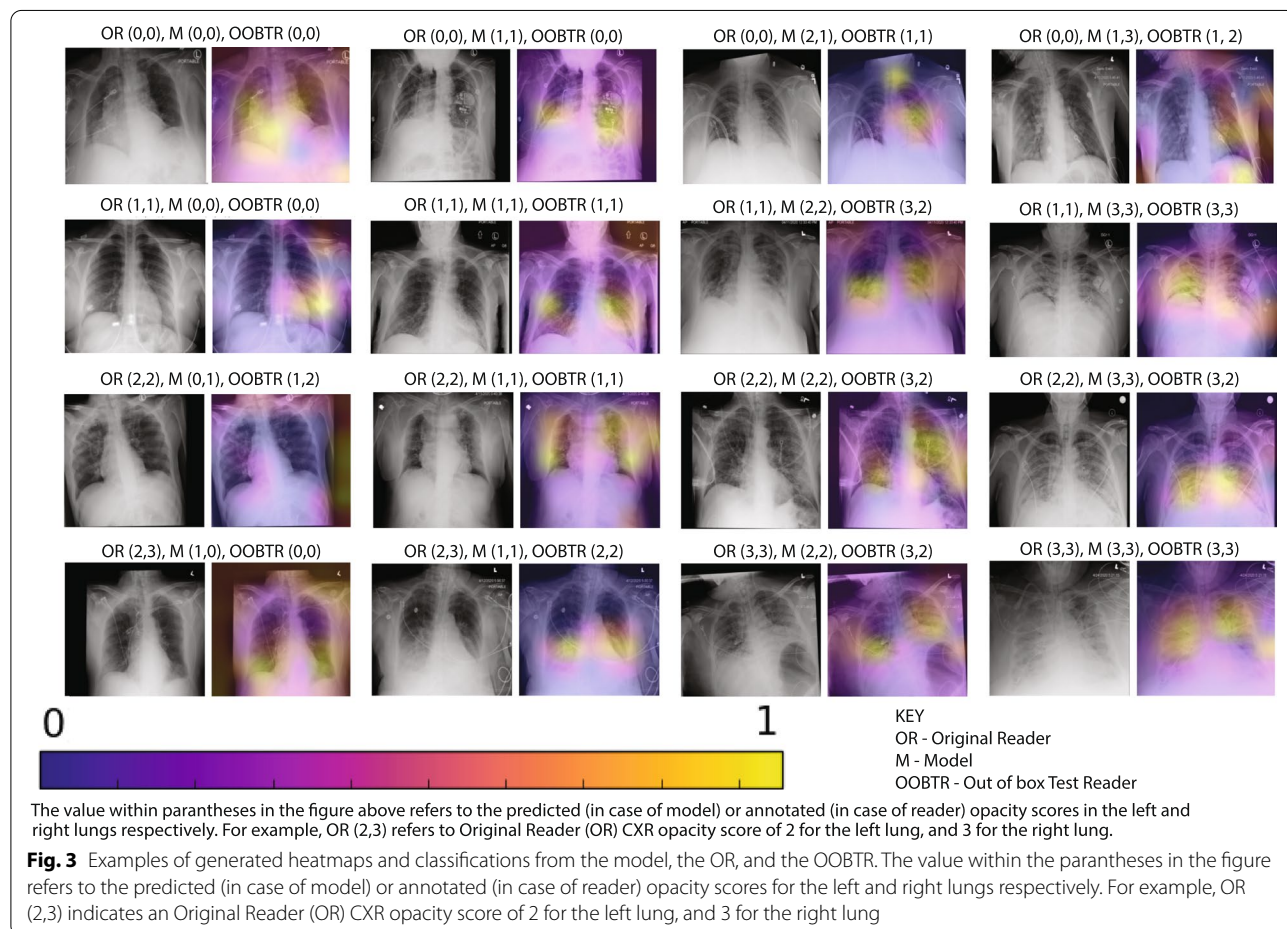 OR (0,0), M (0,0), OOBTR (0,0)
OR (0,0), M (1,1), OOBTR (0,0)
OR (0,0), M (2,1), OOBTR (1,1)
OR (0,0), M (1,3), OOBTR (1, 2)
OR (1,1), M (0,0), OOBTR (0,0)
OR (1,1), M (1,1), OOBTR (1,1)
OR (1,1), M (2,2), OOBTR (3,2)
OR (1,1), M (3,3), OOBTR (3,3)
OR (2,2), M (0,1), OOBTR (1,2)
OR (2,2), M (1,1), OOBTR (1,1)
OR (2,2), M (2,2), OOBTR (3,2)
OR (2,2), M (3,3), OOBTR (3,2)
OR (2,3), M (1,0), OOBTR (0,0)
OR (2,3), M (1,1), OOBTR (2,2)
OR (3,3), M (2,2), OOBTR (3,2)
OR (3,3), M (3,3), OOBTR (3,3)
0
1
KEY
OR - Original Reader
M - Model
OOBTR - Out of box Test Reader
The value within parantheses in the figure above refers to the predicted (in case of model) or annotated (in case of reader) opacity scores in the left and
right lungs respectively. For example, OR (2,3) refers to Original Reader (OR) CXR opacity score of 2 for the left lung, and 3 for the right lung.
Fig. 3 Examples of generated heatmaps and classifications from the model, the OR, and the OOBTR. The value within the parantheses in the figure
refers to the predicted (in case of model) or annotated (in case of reader) opacity scores for the left and right lungs respectively. For example, OR
(2,3) indicates an Original Reader (OR) CXR opacity score of 2 for the left lung, and 3 for the right lung